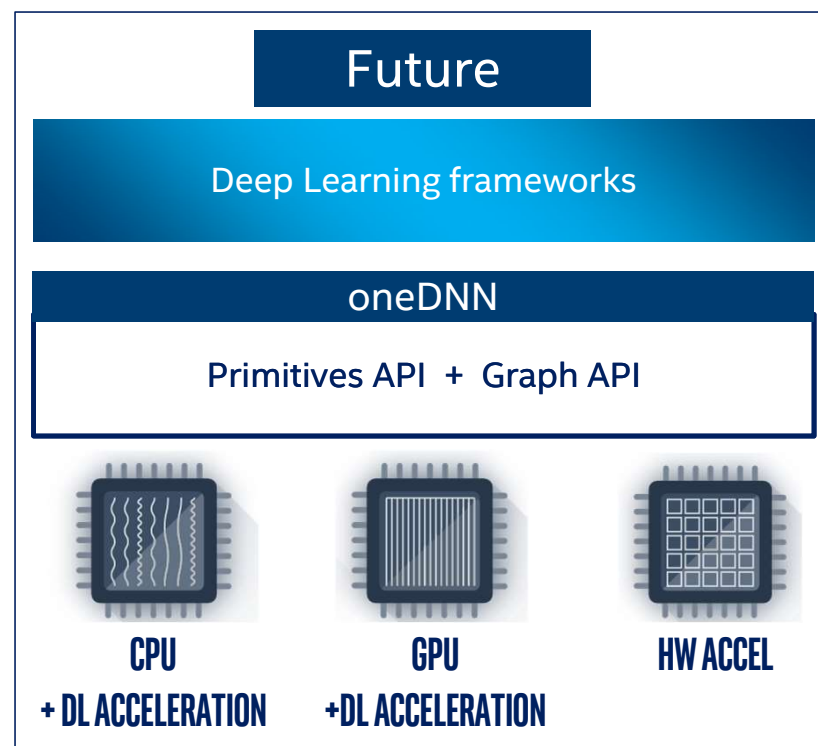 Future
Deep Learning frameworks
oneDNN
Primitives API + Graph API
CPU
+ DL ACCELERATION
GPU
+DL ACCELERATION
HW ACCEL